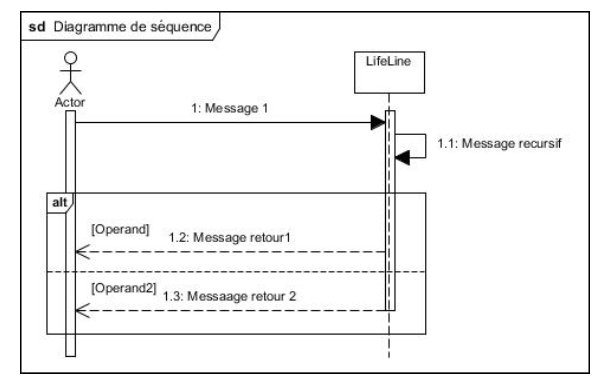 sd Diagramme de séquence
LifeLine
Actor
1: Message 1
1.1: Message recursif
alt
[Operand]
1.2: Message retour1
[Operand2]
1.3: Messaage retour 2